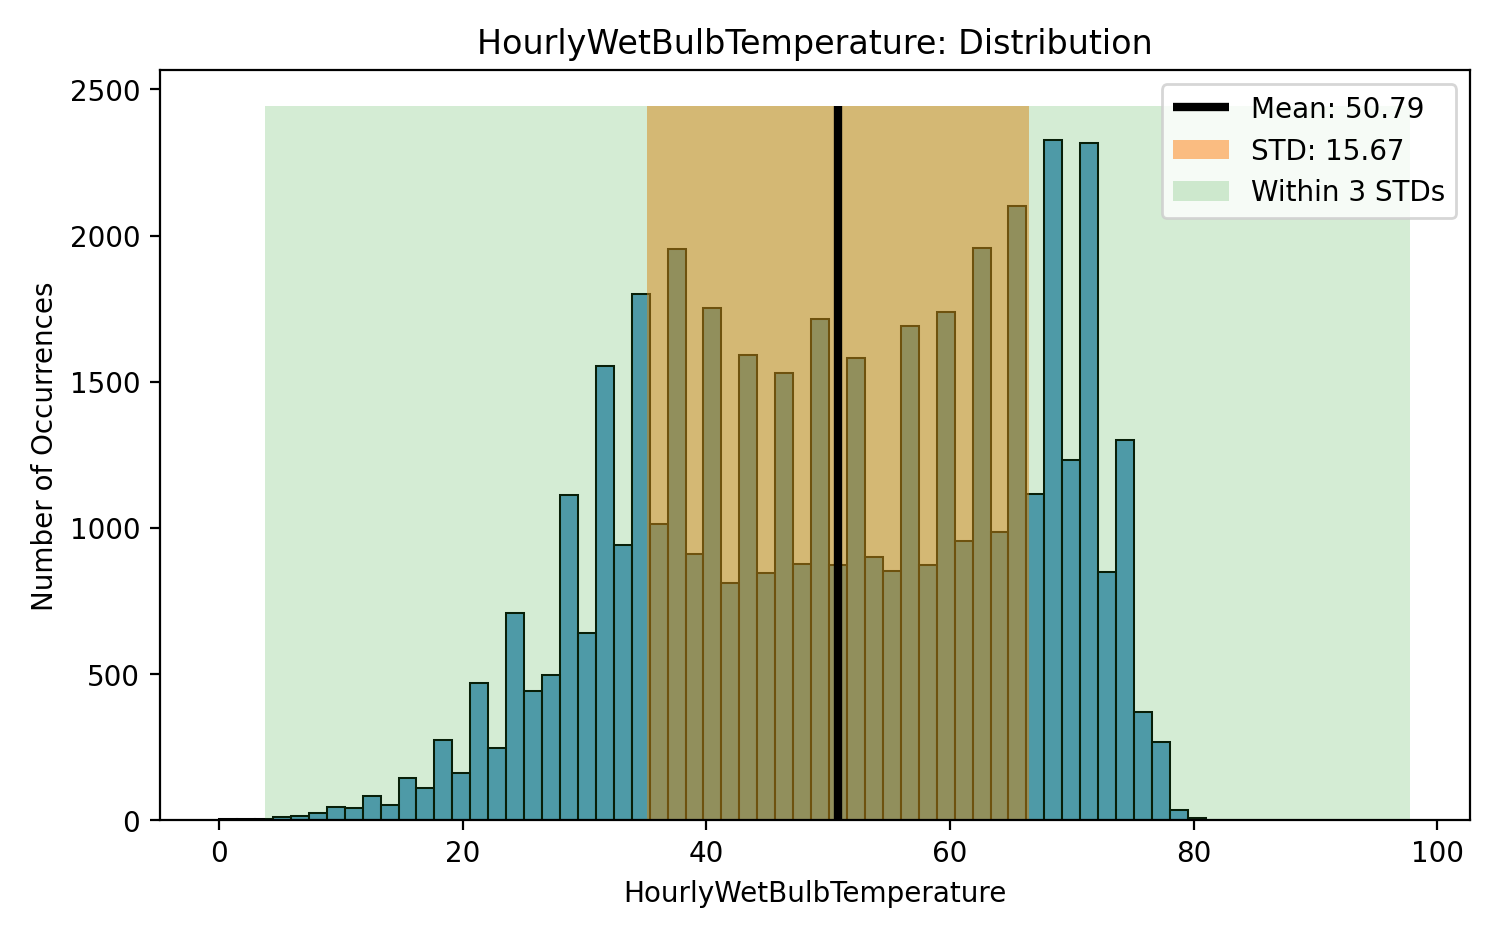 HourlyWetBulbTemperature: Distribution
Mean: 50.79
STD: 15.67
Within 3 STDs
Number of Occurrences
2500
2000
1500
1000
500
0
0 20 40 60 80 100
HourlyWetBulbTemperature